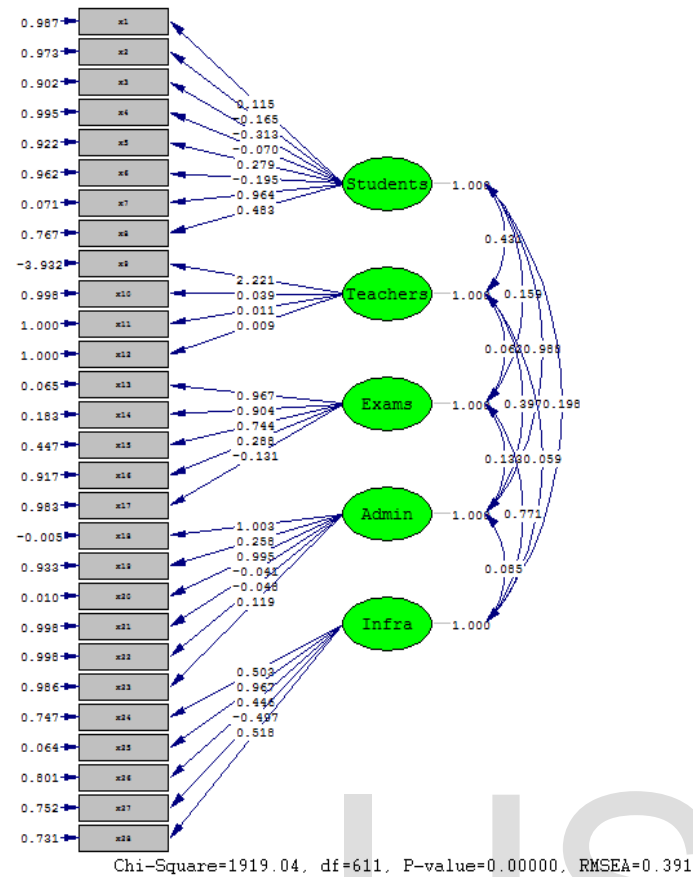 0.987 x1
0.973 x2
0.902 x3
0.995 x4
0.922 x5
0.962 x6
0.071 x7
0.767 x8
-3.932 x9
0.998 x10
1.000 x11
1.000 x12
0.065 x13
0.183 x14
0.447 x15
0.917 x16
0.983 x17
-0.005 x18
0.933 x19
0.010 x20
0.998 x21
0.998 x22
0.986 x23
0.747 x24
0.064 x25
0.801 x26
0.752 x27
0.731 x28
0.115
-0.165
-0.313
-0.070
0.279
-0.195
0.964
0.483
2.221
0.039
0.011
0.009
0.967
0.904
0.744
0.288
-0.131
1.003
0.258
0.995
-0.041
0.119
0.503
0.967
0.446
-0.497
0.518
Students 1.000
Teachers 1.000
Exams 1.000
Admin 1.000
Infra 1.000
0.431
0.159
0.062 0.988
0.397 0.198
0.133 0.059
0.771
0.085
Chi-Square=1919.04, df=611, P-value=0.00000, RMSEA=0.391